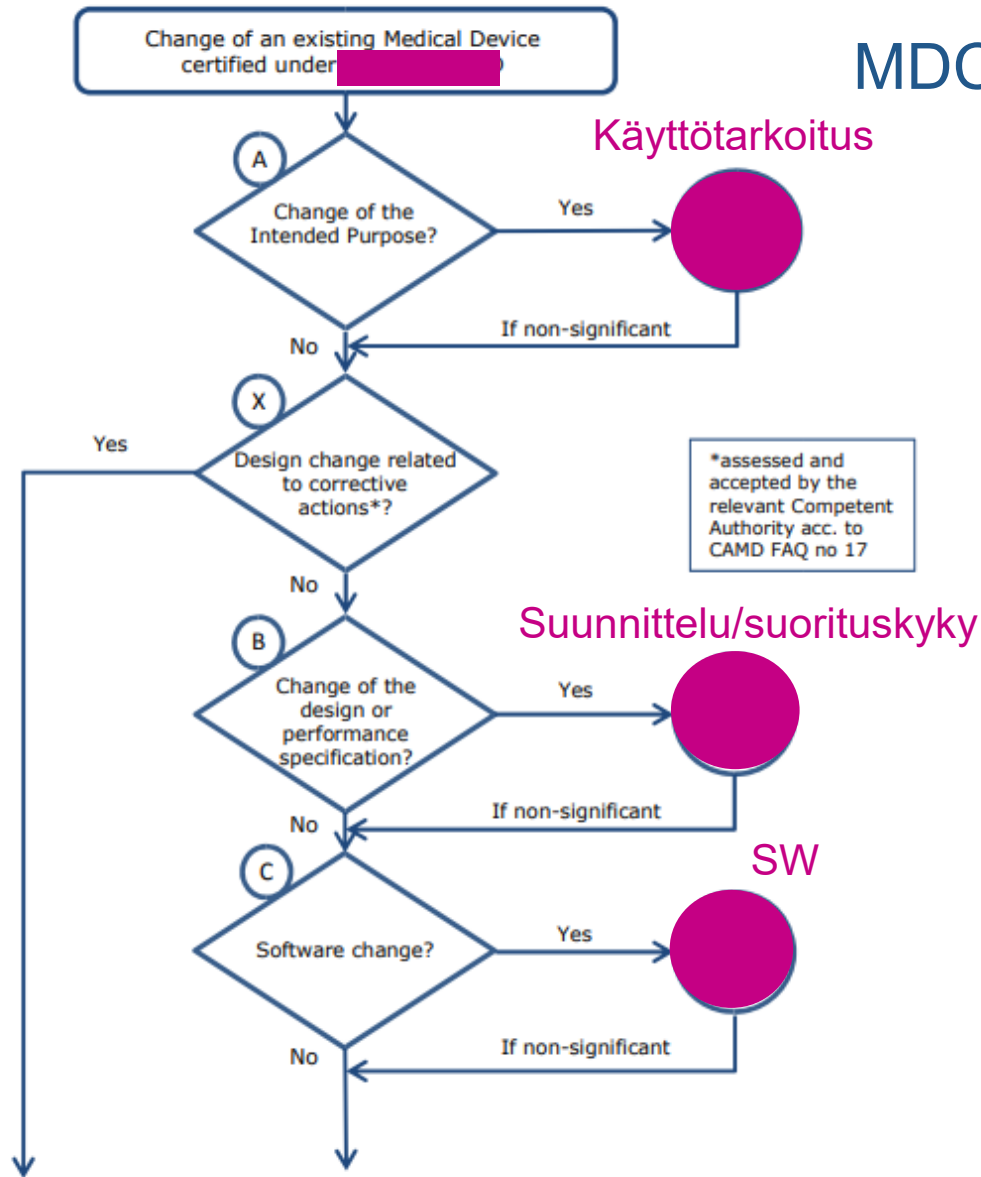 Change of an existing Medical Device
certified under
MDC
Käyttötarkoitus
A
Change of the
Intended Purpose?
Yes
If non-significant
No
X
Yes
Design change related
to corrective
actions*?
*assessed and
accepted by the
relevant Competent
Authority acc. to
CAMD FAQ no 17
No
Suunnittelu/suorituskyky
B
Change of the
design or
performance
specification?
Yes
If non-significant
No
SW
C
Software change?
Yes
If non-significant
No